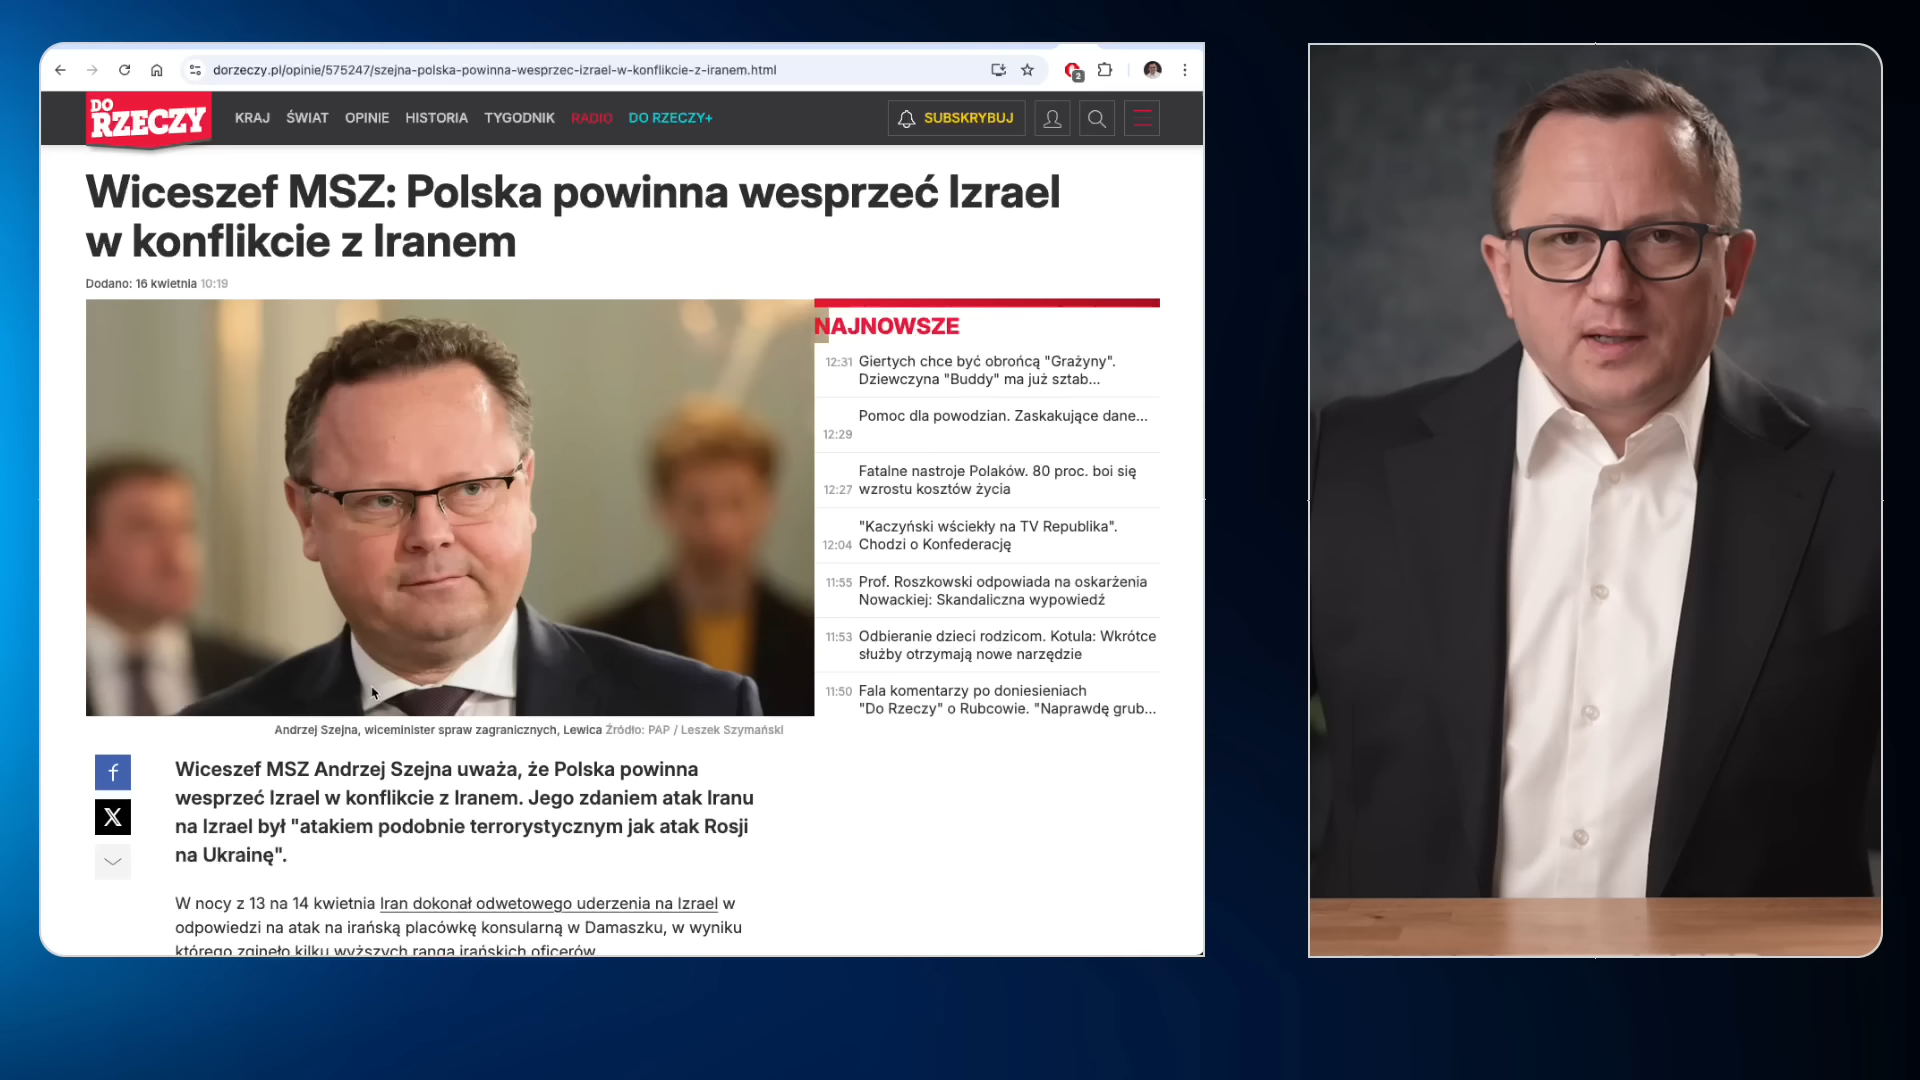 dorzeczy.pl/opinie/575247/szejna-polska-powinna-wesprzec-izrael-w-konflikcie-z-iranem.html
2
DO
RZECZY
KRAJ ŚWIAT OPINIE HISTORIA TYGODNIK RADIO DO RZECZY+
SUBSKRYBUJ
Wiceszef MSZ: Polska powinna wesprzeć Izrael
w konflikcie z Iranem
Dodano: 16 kwietnia 10:19
NAJNOWSZE
12:31 Giertych chce być obrońcą "Grażyny".
Dziewczyna "Buddy" ma już sztab...
Pomoc dla powodzian. Zaskakujące dane...
12:29
Fatalne nastroje Polaków. 80 proc. boi się
12:27 wzrostu kosztów życia
"Kaczyński wściekły na TV Republika".
12:04 Chodzi o Konfederację
11:55 Prof. Roszkowski odpowiada na oskarżenia
Nowackiej: Skandaliczna wypowiedź
11:53 Odbieranie dzieci rodzicom. Kotula: Wkrótce
służby otrzymają nowe narzędzie
11:50 Fala komentarzy po doniesieniach
"Do Rzeczy" o Rubcowie. "Naprawdę grub...
Andrzej Szejna, wiceminister spraw zagranicznych, Lewica Źródło: PAP / Leszek Szymański
f
X
Wiceszef MSZ Andrzej Szejna uważa, że Polska powinna
wesprzeć Izrael w konflikcie z Iranem. Jego zdaniem atak Iranu
na Izrael był "atakiem podobnie terrorystycznym jak atak Rosji
na Ukrainę".
W nocy z 13 na 14 kwietnia Iran dokonał odwetowego uderzenia na Izrael w
odpowiedzi na atak na irańską placówkę konsularną w Damaszku, w wyniku
którego zginęło kilku wyższych rangą irańskich oficerów.